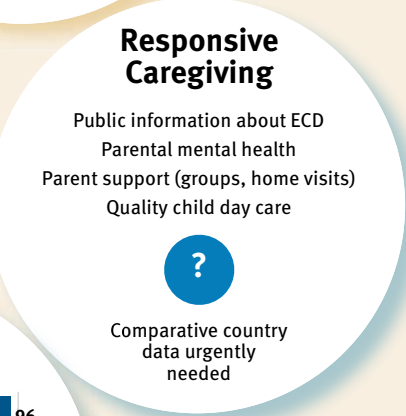 Responsive
Caregiving
Public information about ECD
Parental mental health
Parent support (groups, home visits)
Quality child day care
?
Comparative country
data urgently
needed